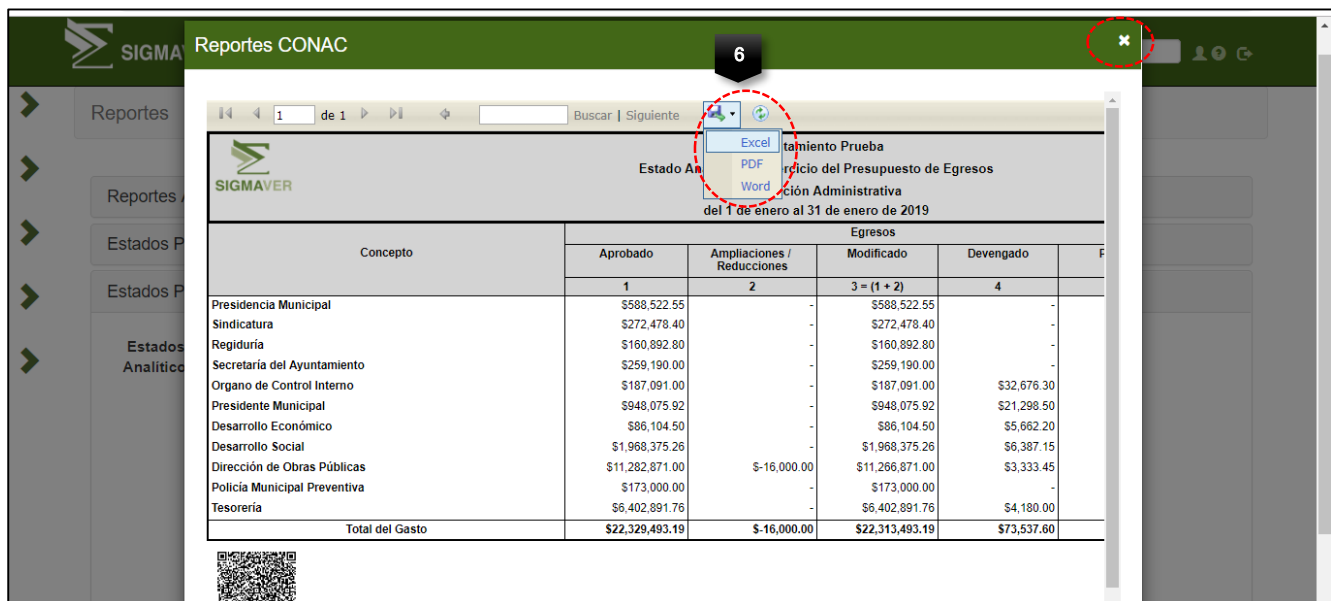 SIGMA
Reportes CONAC
6
Reportes
1 de 1 Buscar | Siguiente
Excel
PDF
Word
SIGMAVER
tamiento Prueba
Estado An rcicio del Presupuesto de Egresos
ción Administrativa
del 1 de enero al 31 de enero de 2019
Reportes
Estados P
Estados P
Estados
Analítico
Egresos
Concepto Aprobado Ampliaciones / Reducciones Modificado Devengado P
1 2 3 = (1 + 2) 4
Presidencia Municipal $588,522.55 - $588,522.55 -
Sindicatura $272,478.40 - $272,478.40 -
Regiduría $160,892.80 - $160,892.80 -
Secretaría del Ayuntamiento $259,190.00 - $259,190.00 -
Organo de Control Interno $187,091.00 - $187,091.00 $32,676.30
Presidente Municipal $948,075.92 - $948,075.92 $21,298.50
Desarrollo Económico $86,104.50 - $86,104.50 $5,662.20
Desarrollo Social $1,968,375.26 - $1,968,375.26 $6,387.15
Dirección de Obras Públicas $11,282,871.00 $-16,000.00 $11,266,871.00 $3,333.45
Policía Municipal Preventiva $173,000.00 - $173,000.00 -
Tesorería $6,402,891.76 - $6,402,891.76 $4,180.00
Total del Gasto $22,329,493.19 $-16,000.00 $22,313,493.19 $73,537.60